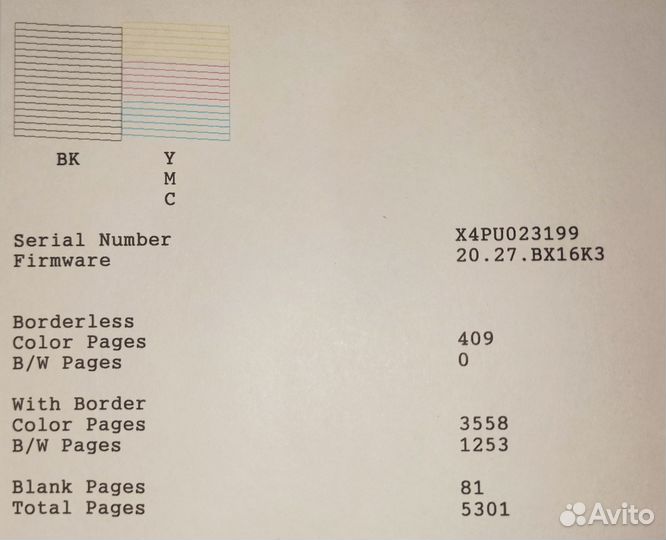 BK Y
M
C
Serial Number X4PU023199
Firmware 20.27.BX16K3
Borderless
Color Pages 409
B/W Pages 0
With Border
Color Pages 3558
B/W Pages 1253
Blank Pages 81
Total Pages 5301
Avito